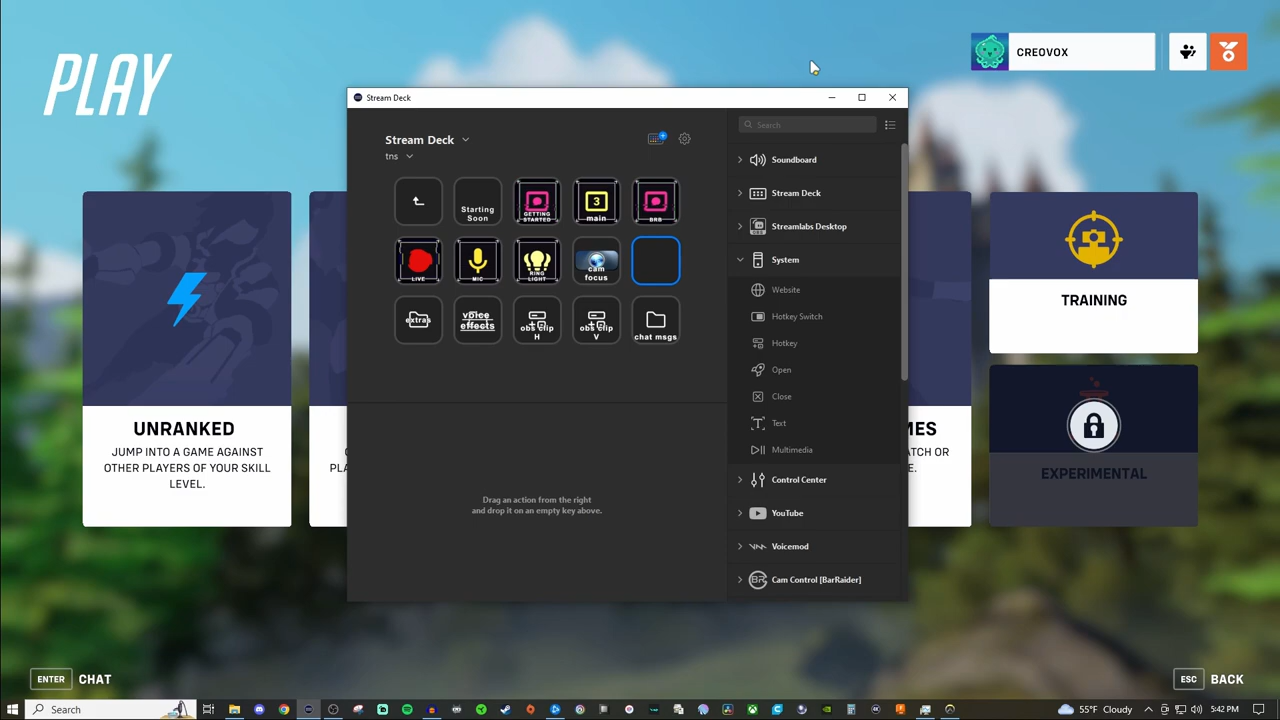 PLAY
CREOVOX
Stream Deck
Stream Deck
tns
Search
Starting
Soon
GETTING
STARTED
3
main
BRB
LIVE
MIC
RING
LIGHT
cam
focus
extras
voice
effects
obs clip
H
obs clip
V
chat msgs
Drag an action from the right
and drop it on an empty key above.
Soundboard
Stream Deck
Streamlabs Desktop
System
Website
Hotkey Switch
Hotkey
Open
Close
Text
Multimedia
Control Center
YouTube
Voicemod
Cam Control [BarRaider]
UNRANKED
JUMP INTO A GAME AGAINST
OTHER PLAYERS OF YOUR SKILL
LEVEL.
TRAINING
EXPERIMENTAL
ENTER CHAT
ESC BACK
Search
55°F Cloudy
5:42 PM